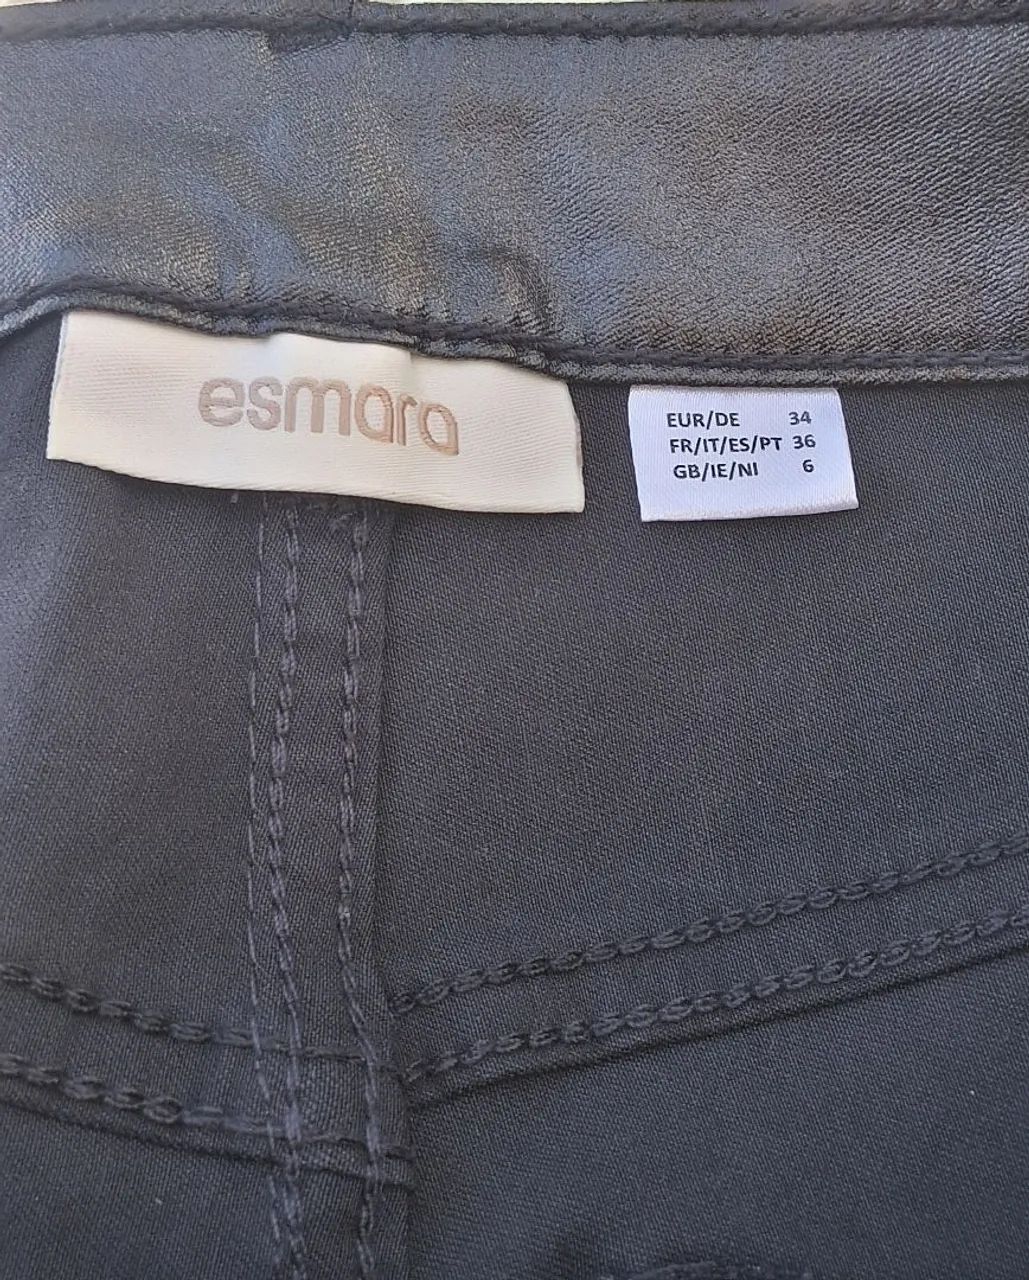 esmara
EUR/DE 34
FR/IT/ES/PT 36
GB/IE/NI 6